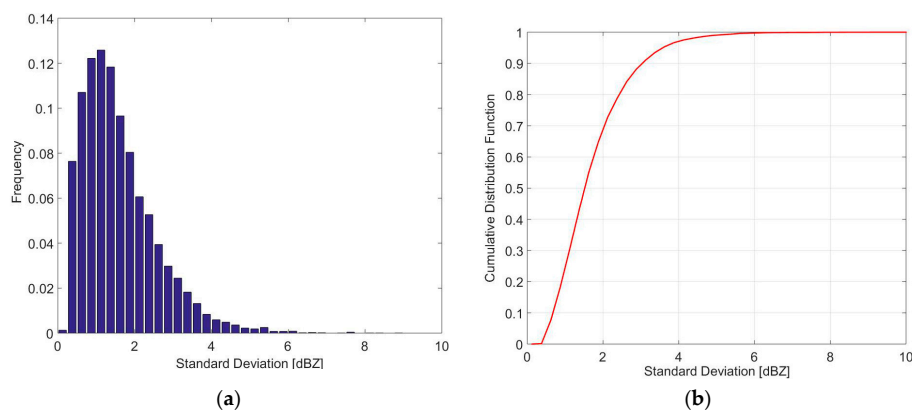 0.14
0.12
0.1
0.08
0.06
0.04
0.02
0
Frequency
0 2 4 6 8 10
Standard Deviation [dBZ]
(a)
1
0.9
0.8
0.7
0.6
0.5
0.4
0.3
0.2
0.1
0
Cumulative Distribution Function
0 2 4 6 8 10
Standard Deviation [dBZ]
(b)